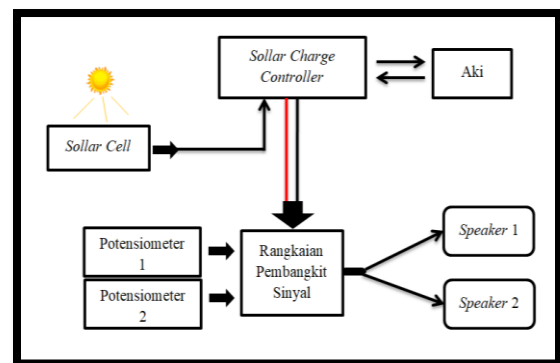 Sollar Charge
Controller
Aki
Sollar Cell
Potensiometer
1
Potensiometer
2
Rangkaian
Pembangkit
Sinyal
Speaker 1
Speaker 2